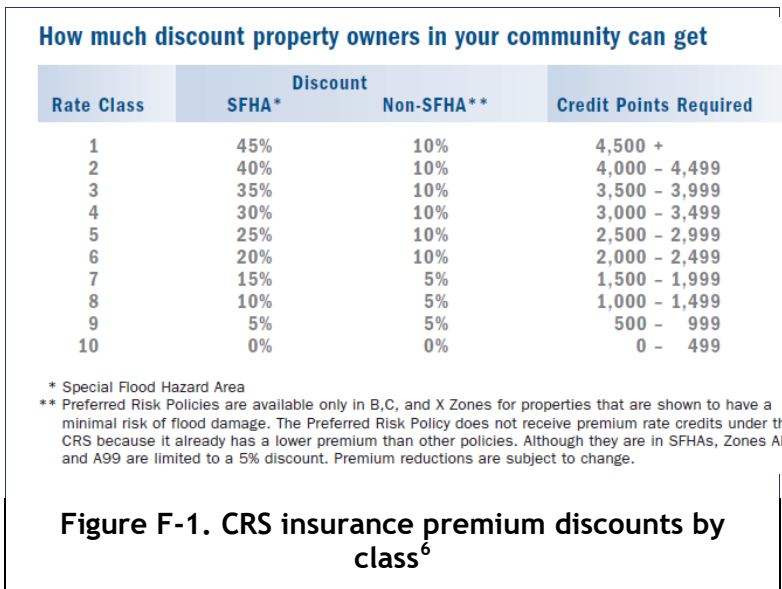 How much discount property owners in your community can get
Discount
Rate Class SFHA* Non-SFHA** Credit Points Required
1 45% 10% 4,500 +
2 40% 10% 4,000 – 4,499
3 35% 10% 3,500 – 3,999
4 30% 10% 3,000 – 3,499
5 25% 10% 2,500 – 2,999
6 20% 10% 2,000 – 2,499
7 15% 5% 1,500 – 1,999
8 10% 5% 1,000 – 1,499
9 5% 5% 500 – 999
10 0% 0% 0 – 499
* Special Flood Hazard Area
** Preferred Risk Policies are available only in B,C, and X Zones for properties that are shown to have a
minimal risk of flood damage. The Preferred Risk Policy does not receive premium rate credits under
CRS because it already has a lower premium than other policies. Although they are in SFHAs, Zones
and A99 are limited to a 5% discount. Premium reductions are subject to change.
Figure F-1. CRS insurance premium discounts by
class⁶